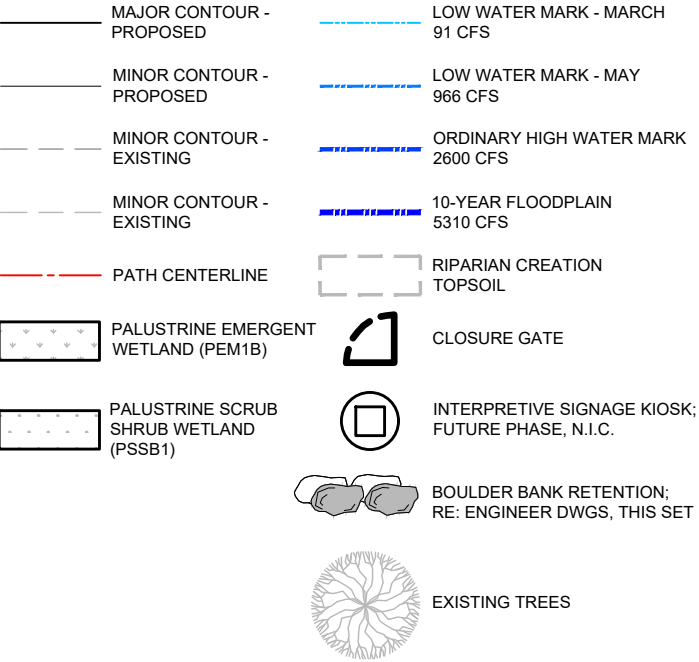 MAJOR CONTOUR -
PROPOSED
MINOR CONTOUR -
PROPOSED
MINOR CONTOUR -
EXISTING
MINOR CONTOUR -
EXISTING
PATH CENTERLINE
PALUSTRINE EMERGENT
WETLAND (PEM1B)
PALUSTRINE SCRUB
SHRUB WETLAND
(PSSB1)
LOW WATER MARK - MARCH
91 CFS
LOW WATER MARK - MAY
966 CFS
ORDINARY HIGH WATER MARK
2600 CFS
10-YEAR FLOODPLAIN
5310 CFS
RIPARIAN CREATION
TOPSOIL
CLOSURE GATE
INTERPRETIVE SIGNAGE KIOSK;
FUTURE PHASE, N.I.C.
BOULDER BANK RETENTION;
RE: ENGINEER DWGS, THIS SET
EXISTING TREES